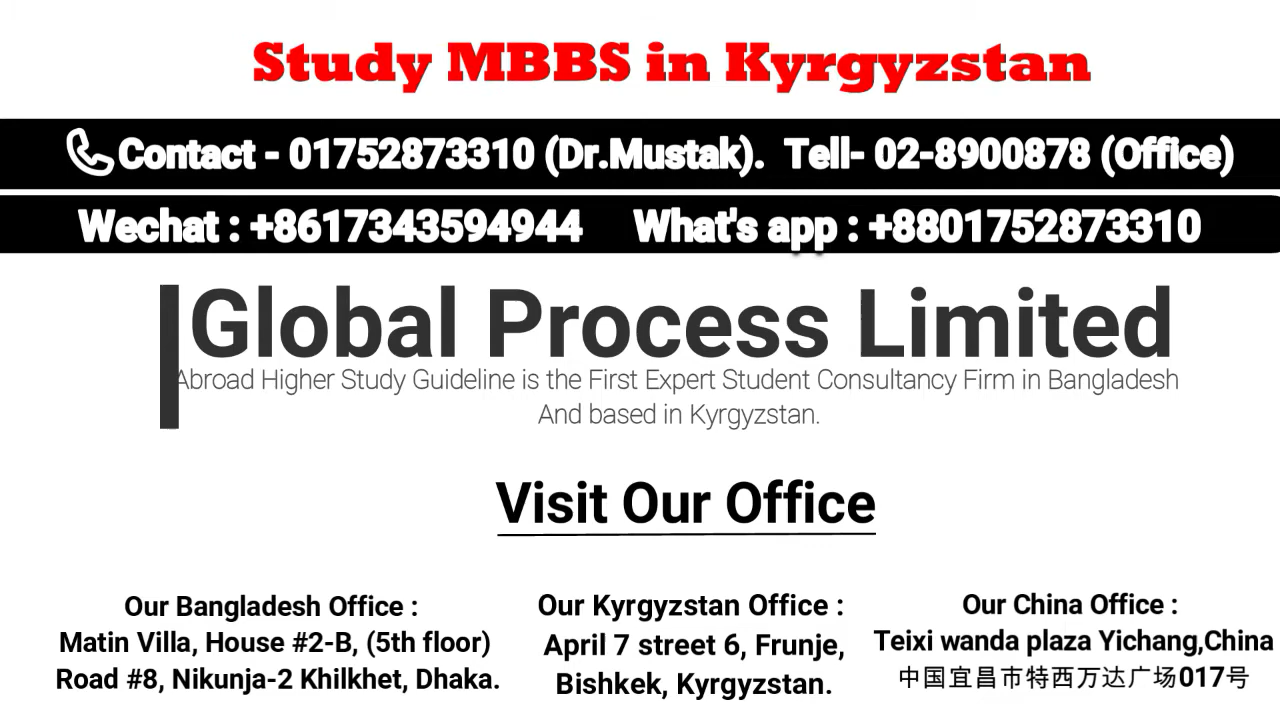 Study MBBS in Kyrgyzstan
Contact - 01752873310 (Dr.Mustak). Tell- 02-8900878 (Office)
Wechat : +8617343594944 What's app : +8801752873310
Global Process Limited
Abroad Higher Study Guideline is the First Expert Student Consultancy Firm in Bangladesh
And based in Kyrgyzstan.
Visit Our Office
Our Bangladesh Office :
Matin Villa, House #2-B, (5th floor)
Road #8, Nikunja-2 Khilkhet, Dhaka.
Our Kyrgyzstan Office :
April 7 street 6, Frunje,
Bishkek, Kyrgyzstan.
Our China Office :
Teixi wanda plaza Yichang,China
中国宜昌市特西万达广场017号